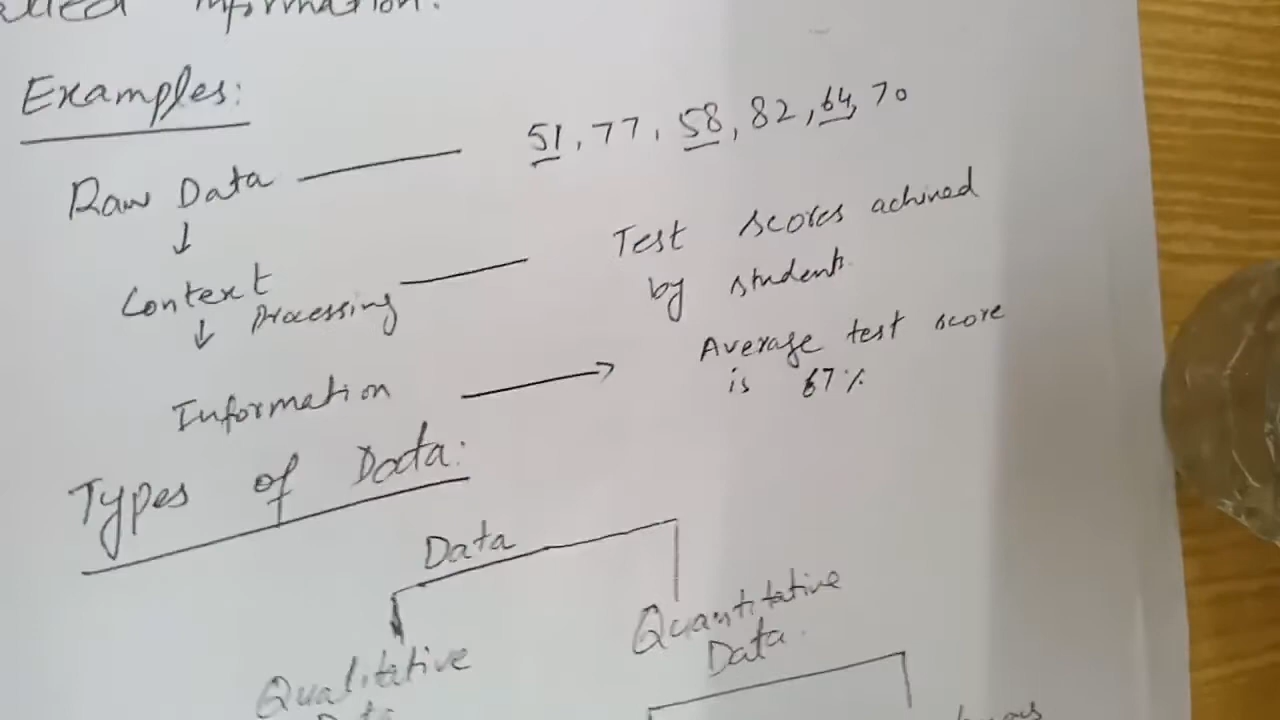 information.
Examples:
Raw Data — 51, 77, 58, 82, 64, 70
↓
Context — Test scores achived
↓ Processing by students.
Information → Average test score
is 67%
Types of Data:
Data
Quantitative
Data.
Qualitative